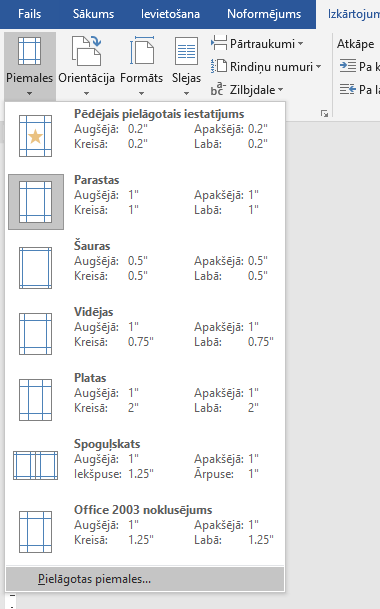 Fails Sākums Ievietošana Noformējums Izkārtojum
Piemales Orientācija Formāts Slejas
Pārtraukumi
Rindiņu numuri
Zilbjdale
Atkāpe
Pa k
Pa la
Pēdējais pielāgotais iestatījums
Augšējā: 0.2" Apakšējā: 0.2"
Kreisā: 0.2" Labā: 0.2"
Parastas
Augšējā: 1" Apakšējā: 1"
Kreisā: 1" Labā: 1"
Šauras
Augšējā: 0.5" Apakšējā: 0.5"
Kreisā: 0.5" Labā: 0.5"
Vidējas
Augšējā: 1" Apakšējā: 1"
Kreisā: 0.75" Labā: 0.75"
Platas
Augšējā: 1" Apakšējā: 1"
Kreisā: 2" Labā: 2"
Spoguļskats
Augšējā: 1" Apakšējā: 1"
Iekšpuse: 1.25" Ārpuse: 1"
Office 2003 noklusējums
Augšējā: 1" Apakšējā: 1"
Kreisā: 1.25" Labā: 1.25"
Pielāgotas piemales...